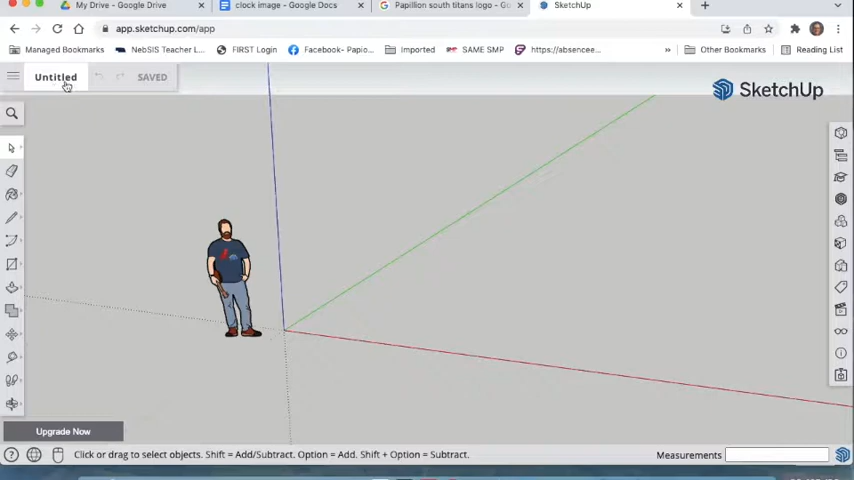 My Drive - Google Drive
clock image - Google Docs
Papillion south titans logo - Go
SketchUp
app.sketchup.com/app
Managed Bookmarks
NebSIS Teacher L...
FIRST Login
Facebook- Papio...
Imported
SAME SMP
https://absencee...
»
Other Bookmarks
Reading List
Untitled
SAVED
SketchUp
Upgrade Now
Click or drag to select objects. Shift = Add/Subtract. Option = Add. Shift + Option = Subtract.
Measurements